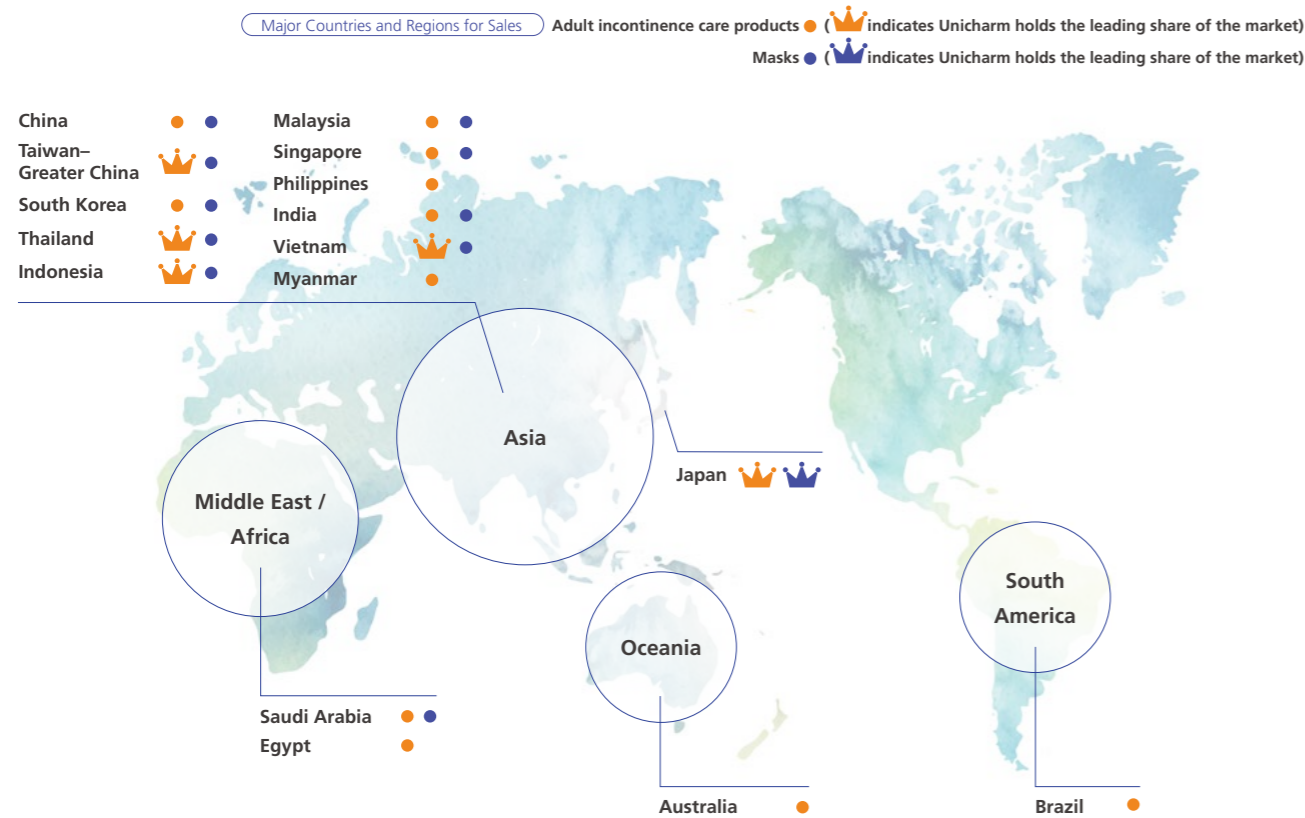 Major Countries and Regions for Sales
Adult incontinence care products ( indicates Unicharm holds the leading share of the market)
Masks ( indicates Unicharm holds the leading share of the market)
China
Taiwan–
Greater China
South Korea
Thailand
Indonesia
Malaysia
Singapore
Philippines
India
Vietnam
Myanmar
Asia
Japan
Middle East /
Africa
Saudi Arabia
Egypt
Oceania
Australia
South
America
Brazil